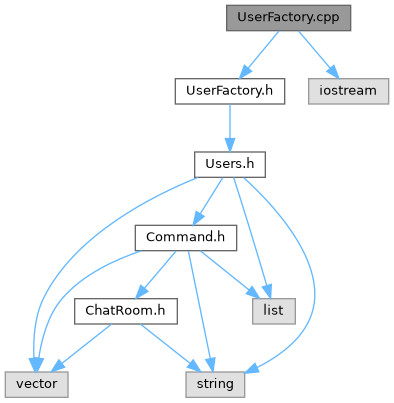 UserFactory.cpp
UserFactory.h
iostream
Users.h
Command.h
ChatRoom.h
list
vector
string